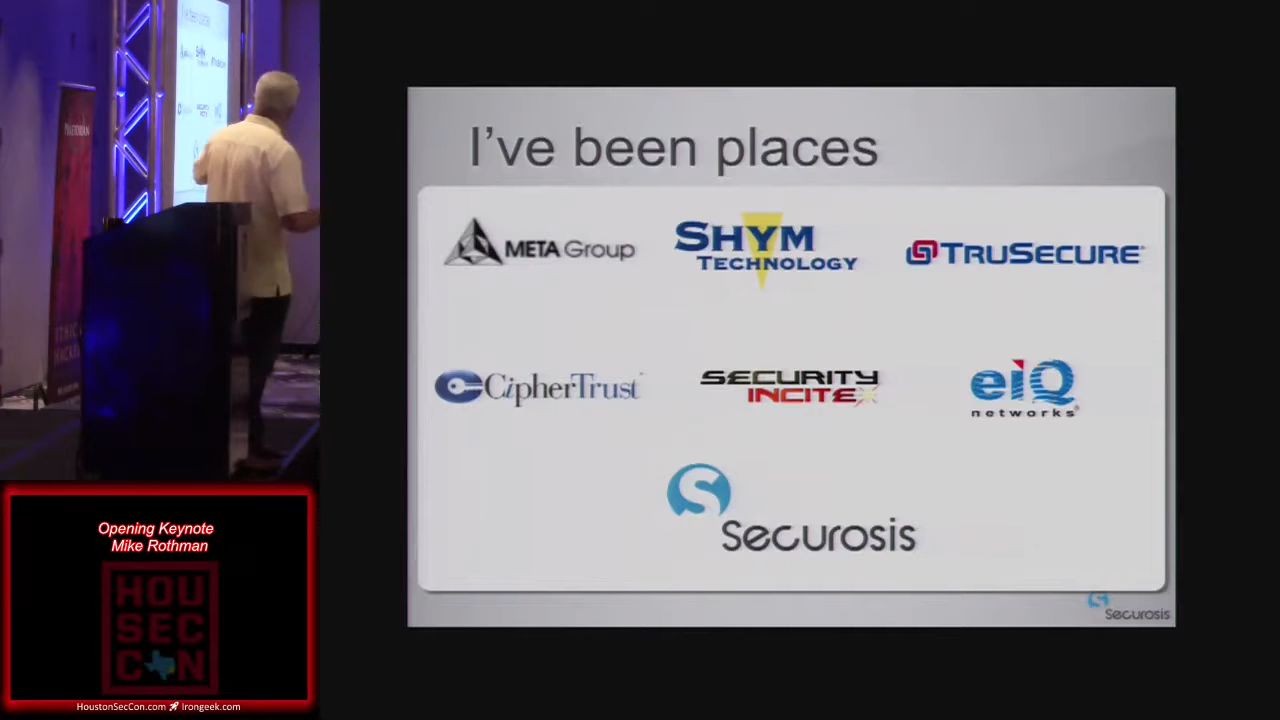 I've been places
META Group
SHYM
TECHNOLOGY
TRUSECURE
CipherTrust
SECURITY
INCITE
eiQ
networks
Securosis
Securosis
Opening Keynote
Mike Rothman
HOU
SEC
CON
HoustonSecCon.com Irongeek.com